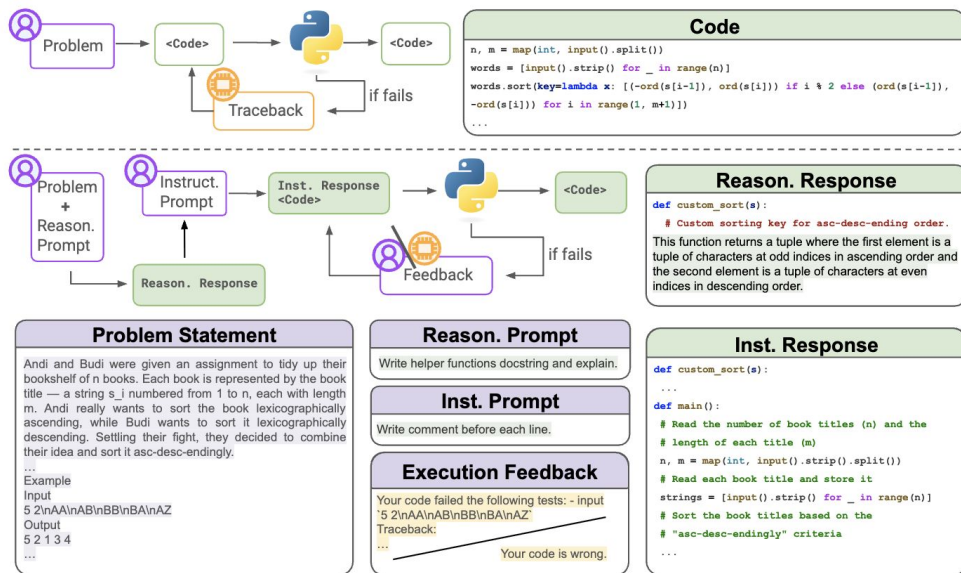 Problem
<Code>
<Code>
if fails
Traceback
Code
n, m = map(int, input().split())
words = [input().strip() for _ in range(n)]
words.sort(key=lambda x: [(-ord(s[i-1]), ord(s[i])) if i % 2 else (ord(s[i-1]),
-ord(s[i])) for i in range(1, m+1)])
...
Problem
+
Reason.
Prompt
Instruct.
Prompt
Inst. Response
<Code>
<Code>
if fails
Feedback
Reason. Response
Reason. Response
def custom_sort(s):
# Custom sorting key for asc-desc-ending order.
This function returns a tuple where the first element is a
tuple of characters at odd indices in ascending order and
the second element is a tuple of characters at even
indices in descending order.
Problem Statement
Andi and Budi were given an assignment to tidy up their
bookshelf of n books. Each book is represented by the book
title — a string s_i numbered from 1 to n, each with length
m. Andi really wants to sort the book lexicographically
ascending, while Budi wants to sort it lexicographically
descending. Settling their fight, they decided to combine
their idea and sort it asc-desc-endingly.
...
Example
Input
5 2\nAA\nAB\nBB\nBA\nAZ
Output
5 2 1 3 4
...
Reason. Prompt
Write helper functions docstring and explain.
Inst. Prompt
Write comment before each line.
Execution Feedback
Your code failed the following tests: - input
`5 2\nAA\nAB\nBB\nBA\nAZ`
Traceback:
...
Your code is wrong.
Inst. Response
def custom_sort(s):
...
def main():
# Read the number of book titles (n) and the
# length of each title (m)
n, m = map(int, input().strip().split())
# Read each book title and store it
strings = [input().strip() for _ in range(n)]
# Sort the book titles based on the
# "asc-desc-endingly" criteria
...